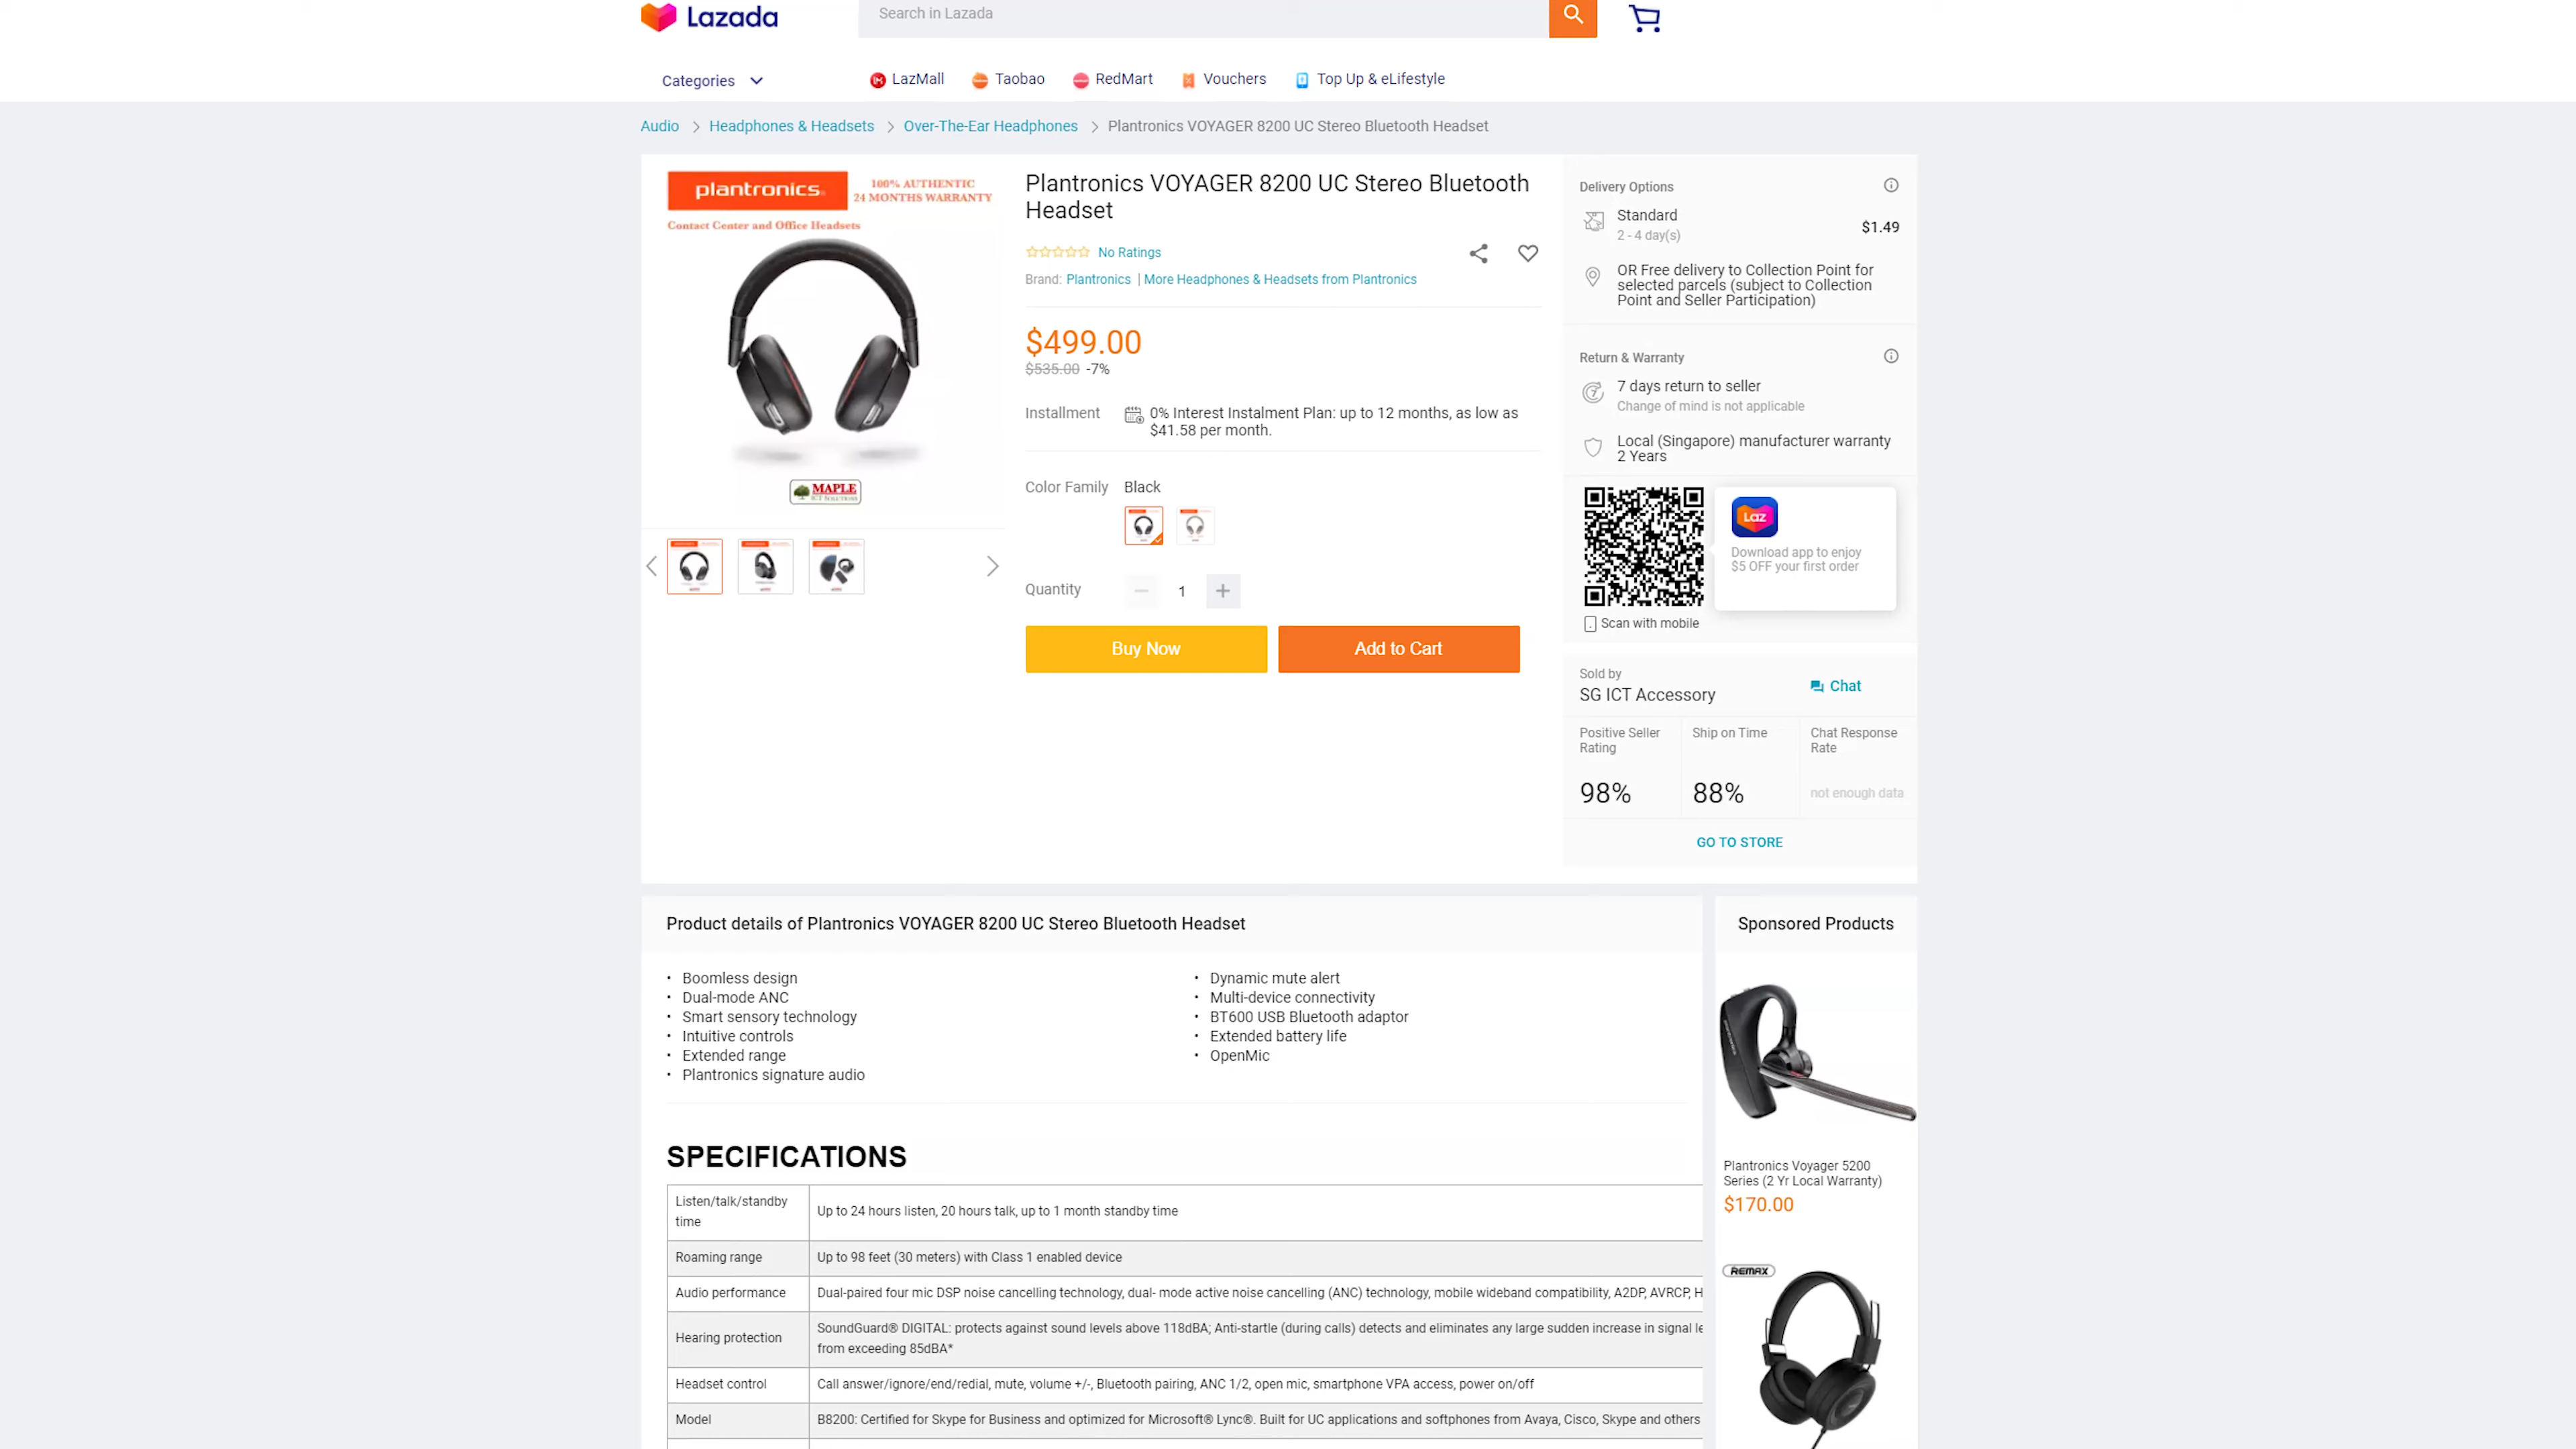 Lazada
Search in Lazada
Categories
LazMall
Taobao
RedMart
Vouchers
Top Up & eLifestyle
Audio
Headphones & Headsets
Over-The-Ear Headphones
Plantronics VOYAGER 8200 UC Stereo Bluetooth Headset
plantronics
100% AUTHENTIC
24 MONTHS WARRANTY
Contact Center and Office Headsets
MAPLE
ICT SOLUTIONS
Plantronics VOYAGER 8200 UC Stereo Bluetooth
Headset
No Ratings
Brand: Plantronics | More Headphones & Headsets from Plantronics
$499.00
$535.00 -7%
Installment
0% Interest Instalment Plan: up to 12 months, as low as
$41.58 per month.
Color Family Black
Quantity
1
Buy Now
Add to Cart
Delivery Options
Standard
2 - 4 day(s)
$1.49
OR Free delivery to Collection Point for
selected parcels (subject to Collection
Point and Seller Participation)
Return & Warranty
7 days return to seller
Change of mind is not applicable
Local (Singapore) manufacturer warranty
2 Years
Laz
Download app to enjoy
$5 OFF your first order
Scan with mobile
Sold by
SG ICT Accessory
Chat
Positive Seller
Rating
98%
Ship on Time
88%
Chat Response
Rate
not enough data
GO TO STORE
Product details of Plantronics VOYAGER 8200 UC Stereo Bluetooth Headset
• Boomless design
• Dual-mode ANC
• Smart sensory technology
• Intuitive controls
• Extended range
• Plantronics signature audio
• Dynamic mute alert
• Multi-device connectivity
• BT600 USB Bluetooth adaptor
• Extended battery life
• OpenMic
SPECIFICATIONS
Listen/talk/standby
time
Up to 24 hours listen, 20 hours talk, up to 1 month standby time
Roaming range
Up to 98 feet (30 meters) with Class 1 enabled device
Audio performance
Dual-paired four mic DSP noise cancelling technology, dual- mode active noise cancelling (ANC) technology, mobile wideband compatibility, A2DP, AVRCP, H
Hearing protection
SoundGuard® DIGITAL: protects against sound levels above 118dBA; Anti-startle (during calls) detects and eliminates any large sudden increase in signal le
from exceeding 85dBA*
Headset control
Call answer/ignore/end/redial, mute, volume +/-, Bluetooth pairing, ANC 1/2, open mic, smartphone VPA access, power on/off
Model
B8200: Certified for Skype for Business and optimized for Microsoft® Lync®. Built for UC applications and softphones from Avaya, Cisco, Skype and others
Sponsored Products
Plantronics Voyager 5200
Series (2 Yr Local Warranty)
$170.00
REMAX